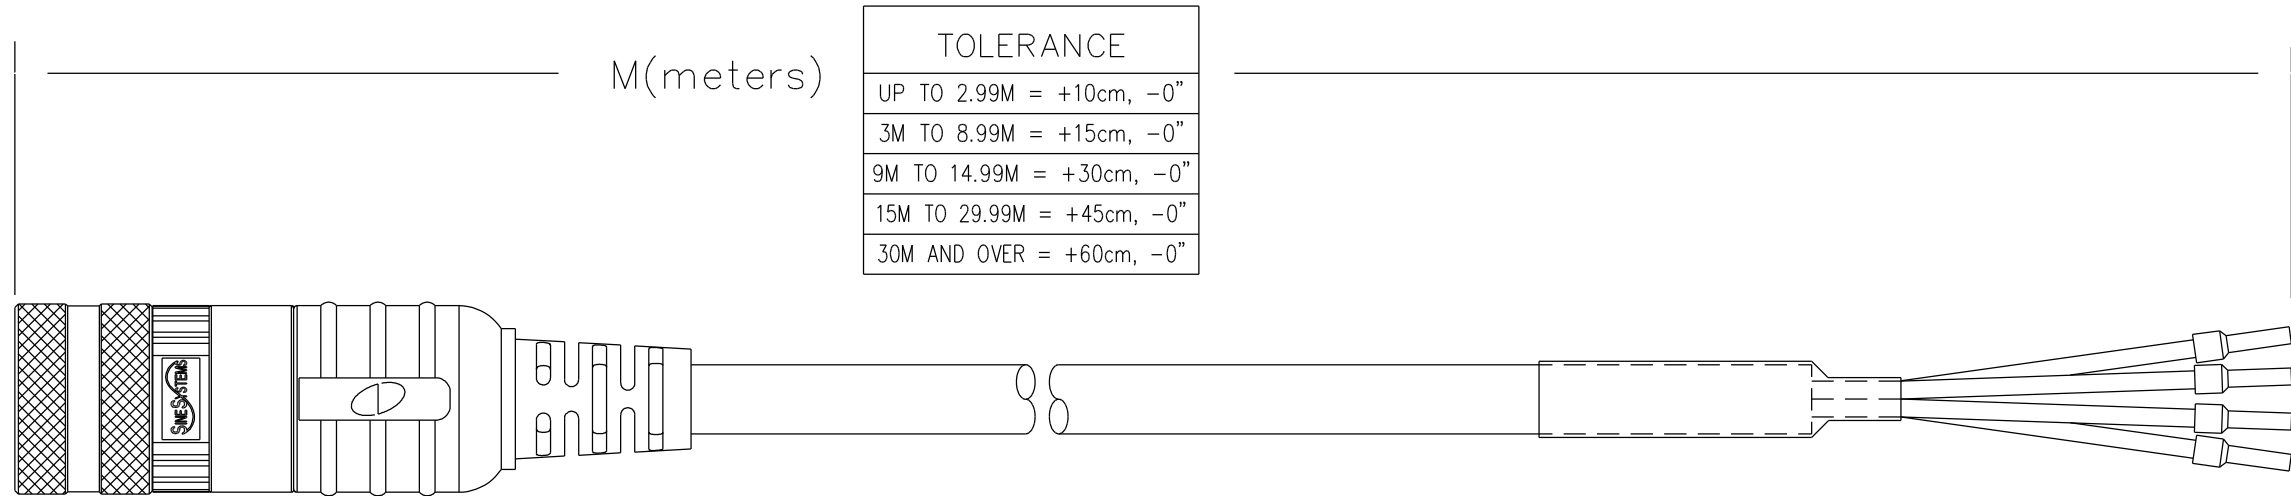 TOLERANCE
M(meters)
UP TO 2.99M = +10cm, -0"
3M TO 8.99M = +15cm, -0"
9M TO 14.99M = +30cm, -0"
15M TO 29.99M = +45cm, -0"
30M AND OVER = +60cm, -0"
SINESYSTEMS